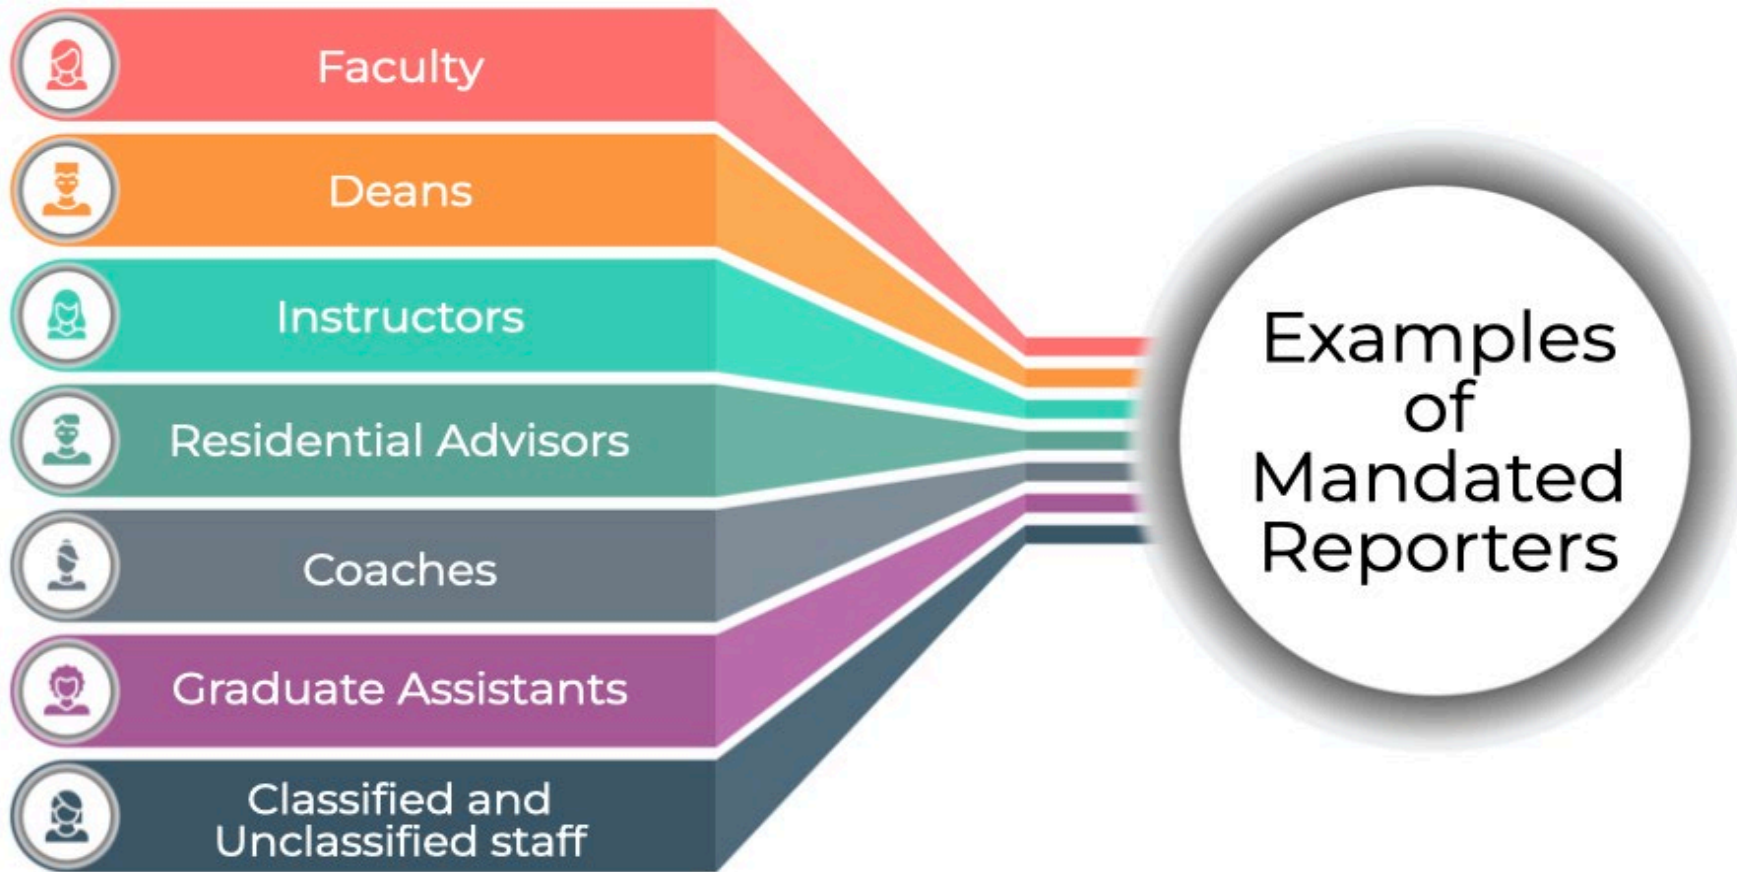 Faculty
Deans
Instructors
Residential Advisors
Coaches
Graduate Assistants
Classified and
Unclassified staff
Examples
of
Mandated
Reporters